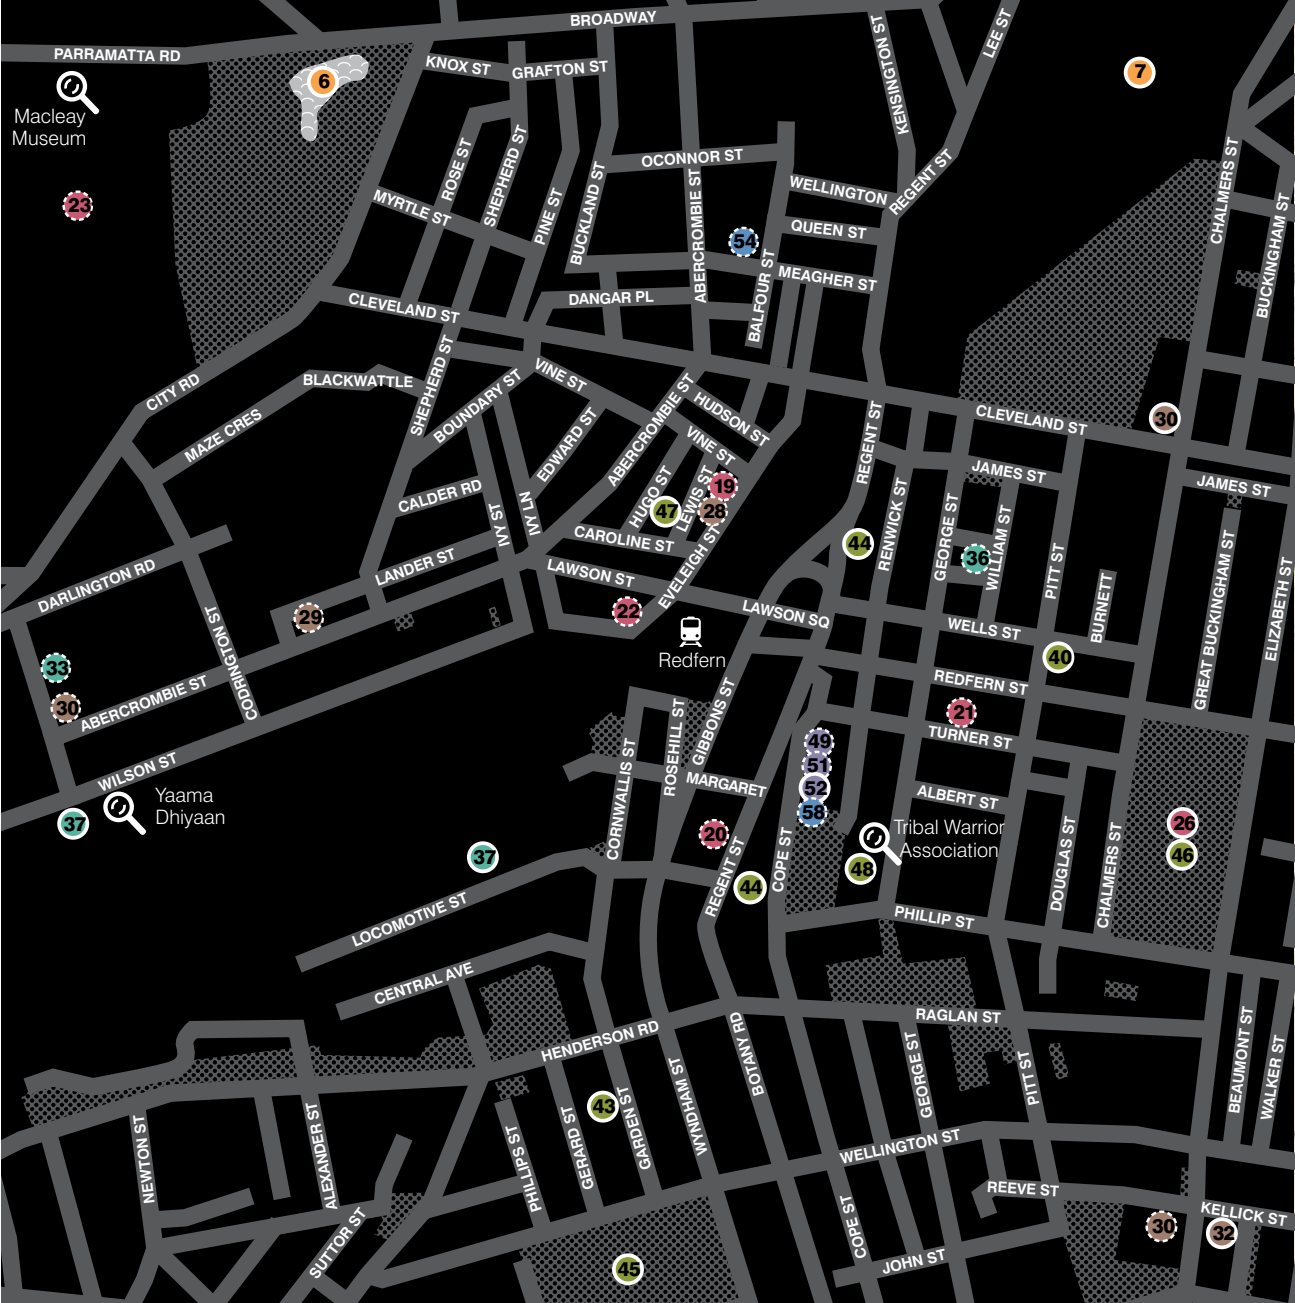 BROADWAY
PARRAMATTA RD
KNOX ST
GRAFTON ST
KENSINGTON ST
LEE ST
6
7
Macleay
Museum
23
ROSE ST
SHEPHERD ST
MYRTLE ST
PINE ST
BUCKLAND ST
OCONNOR ST
ABERCROMBIE ST
WELLINGTON
REGENT ST
QUEEN ST
54
MEAGHER ST
BALFOUR ST
DANGAR PL
CHALMERS ST
BUCKINGHAM ST
CLEVELAND ST
CITY RD
BLACKWATTLE
MAZE CRES
SHEPHERD ST
BOUNDARY ST
VINE ST
EDWARD ST
ABERCROMBIE ST
HUDSON ST
VINE ST
HUGO ST
LEWIS ST
19
28
47
CAROLINE ST
EVELEIGH ST
LAWSON ST
22
CALDER RD
IVY ST
IVY LN
LANDER ST
DARLINGTON RD
CODRINGTON ST
29
33
30
ABERCROMBIE ST
WILSON ST
REGENT ST
CLEVELAND ST
30
JAMES ST
JAMES ST
RENWICK ST
GEORGE ST
WILLIAM ST
PITT ST
BURNETT
GREAT BUCKINGHAM ST
ELIZABETH ST
44
36
LAWSON SQ
WELLS ST
40
Redfern
REDFERN ST
21
TURNER ST
ALBERT ST
49
51
52
58
GIBBONS ST
ROSEHILL ST
CORNWALLIS ST
MARGARET
20
REGENT ST
COPE ST
44
48
Tribal Warrior
Association
26
46
DOUGLAS ST
CHALMERS ST
PHILLIP ST
Yaama
Dhiyaan
37
37
LOCOMOTIVE ST
CENTRAL AVE
HENDERSON RD
BOTANY RD
RAGLAN ST
GEORGE ST
PITT ST
BEAUMONT ST
WALKER ST
WYNDHAM ST
GARDEN ST
43
GERARD ST
PHILLIPS ST
NEWTON ST
ALEXANDER ST
SUTTOR ST
WELLINGTON ST
REEVE ST
KELLICK ST
30
32
COPE ST
JOHN ST
45